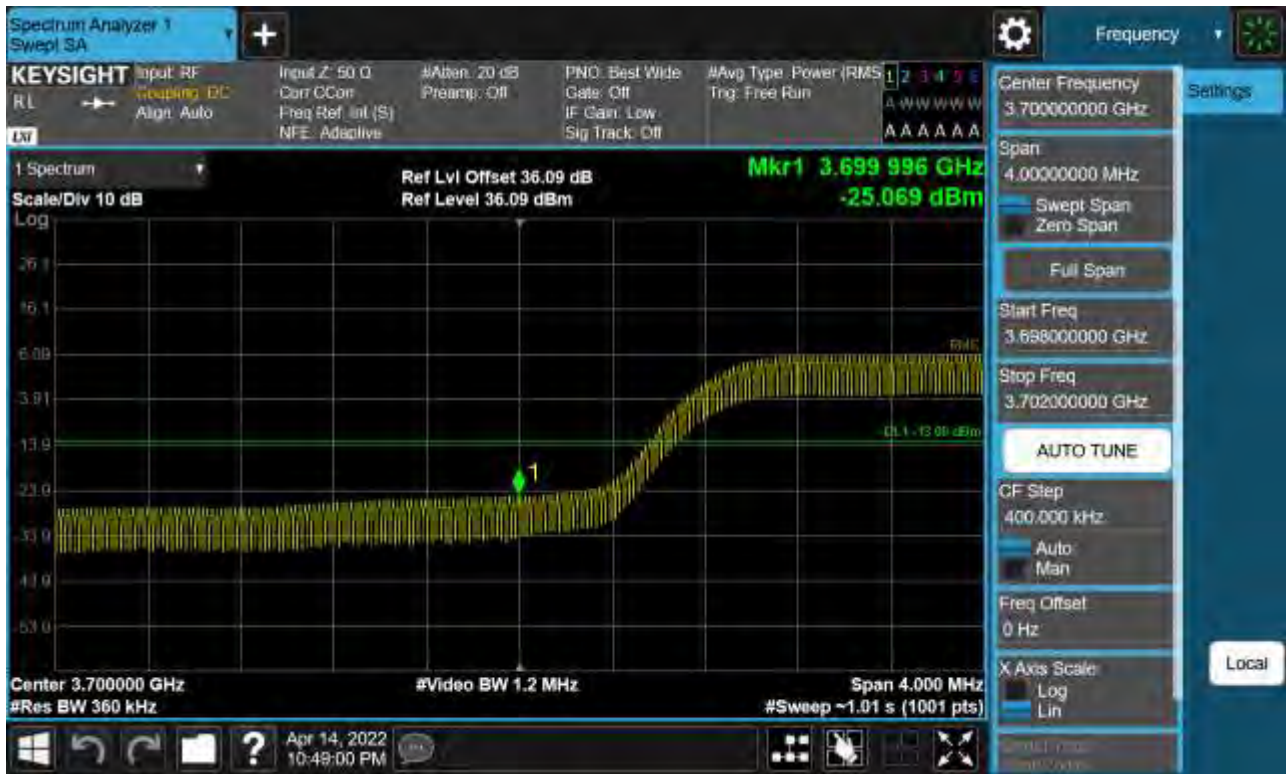 Spectrum Analyzer 1
Swept SA
+
Frequency
KEYSIGHT
RL
Input: RF
Coupling: DC
Align: Auto
Input Z: 50 Ω
Corr CCorr
Freq Ref: Int (S)
NFE: Adaptive
#Atten: 20 dB
Preamp: Off
PNO: Best Wide
Gate: Off
IF Gain: Low
Sig Track: Off
#Avg Type: Power (RMS
Trig: Free Run
1 2 3 4 5 6
A W W W W W
A A A A A A
Center Frequency
3.700000000 GHz
Settings
Span
4.00000000 MHz
Swept Span
Zero Span
Full Span
Start Freq
3.698000000 GHz
Stop Freq
3.702000000 GHz
AUTO TUNE
CF Step
400.000 kHz
Auto
Man
Freq Offset
0 Hz
X Axis Scale
Log
Lin
Local
1 Spectrum
Scale/Div 10 dB
Log
Ref Lvl Offset 36.09 dB
Ref Level 36.09 dBm
Mkr1 3.699 996 GHz
-25.069 dBm
26.1
16.1
6.09
RMS
-3.91
DL1 -13.00 dBm
-13.9
1
-23.9
-33.9
-43.9
-53.9
Center 3.700000 GHz
#Video BW 1.2 MHz
Span 4.000 MHz
#Res BW 360 kHz
#Sweep ~1.01 s (1001 pts)
?
Apr 14, 2022
10:49:00 PM